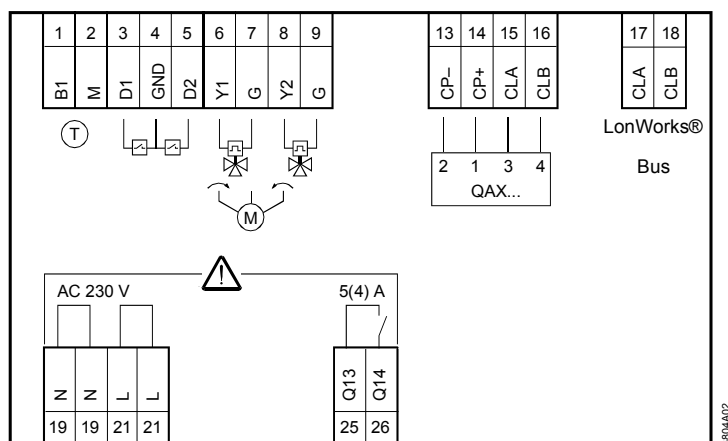 1 2 3 4 5 6 7 8 9
B1 M D1 GND D2 Y1 G Y2 G
13 14 15 16
CP– CP+ CLA CLB
17 18
CLA CLB
LonWorks®
Bus
T
M
2 1 3 4
QAX...
AC 230 V
5(4) A
N N L L
19 19 21 21
Q13 Q14
25 26